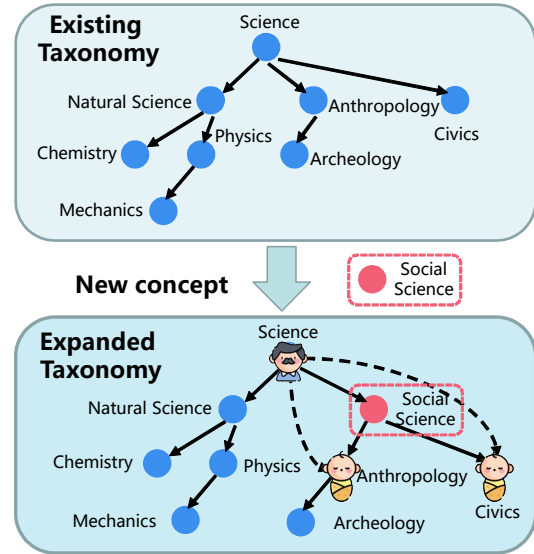 Existing
Taxonomy
Science
Natural Science
Anthropology
Civics
Chemistry
Physics
Archeology
Mechanics
New concept
Social
Science
Expanded
Taxonomy
Science
Natural Science
Social
Science
Chemistry
Physics
Anthropology
Civics
Mechanics
Archeology